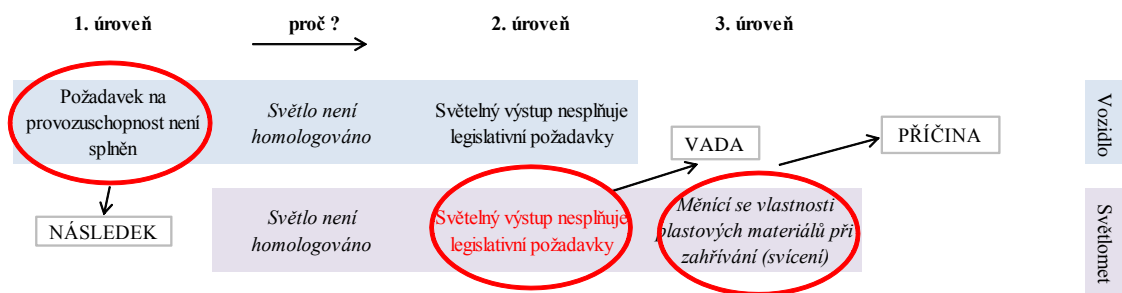 1. úroveň
proč ?
2. úroveň
3. úroveň
Požadavek na
provozuschopnost není
splněn
Světlo není
homologováno
Světelný výstup nesplňuje
legislativní požadavky
VADA
PŘÍČINA
Vozidlo
NÁSLEDEK
Světlo není
homologováno
Světelný výstup nesplňuje
legislativní požadavky
Měnící se vlastnosti
plastových materiálů při
zahřívání (svícení)
Světlomet